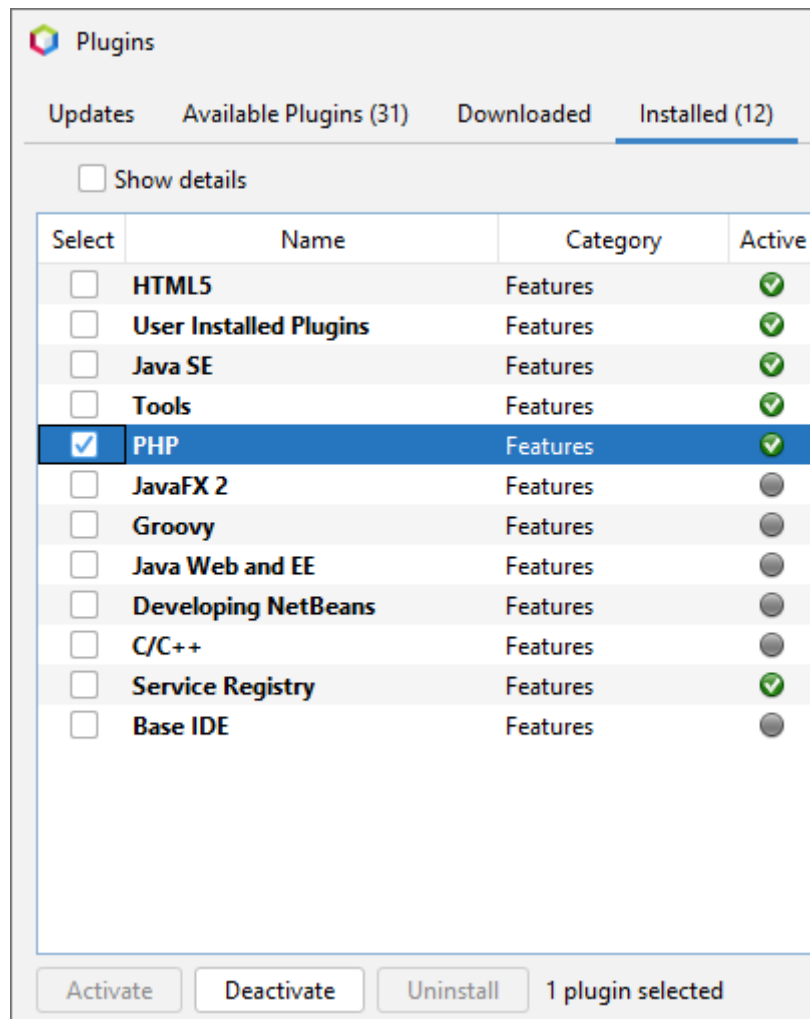 Plugins
Updates Available Plugins (31) Downloaded Installed (12)
Show details
Select Name Category Active
HTML5 Features
User Installed Plugins Features
Java SE Features
Tools Features
PHP Features
JavaFX 2 Features
Groovy Features
Java Web and EE Features
Developing NetBeans Features
C/C++ Features
Service Registry Features
Base IDE Features
Activate Deactivate Uninstall 1 plugin selected